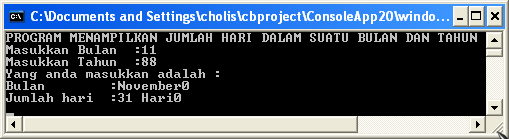 C:\Documents and Settings\cholis\cbproject\ConsoleApp20\windo...
PROGRAM MENAMPILKAN JUMLAH HARI DALAM SUATU BULAN DAN TAHUN
Masukkan Bulan  :11
Masukkan Tahun  :88
Yang anda masukkan adalah :
Bulan        :November0
Jumlah hari  :31 Hari0